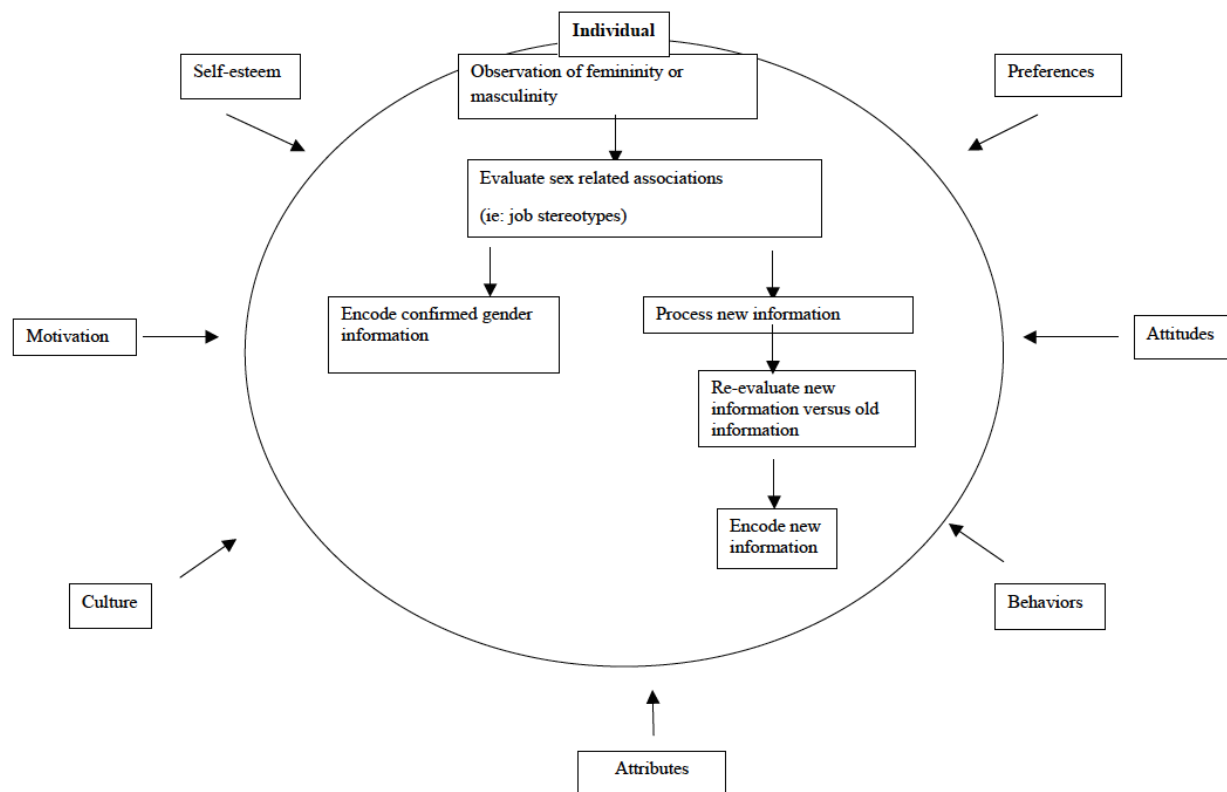 Individual
Self-esteem
Observation of femininity or
masculinity
Preferences
Evaluate sex related associations
(ie: job stereotypes)
Encode confirmed gender
information
Process new information
Motivation
Attitudes
Re-evaluate new
information versus old
information
Encode new
information
Culture
Behaviors
Attributes